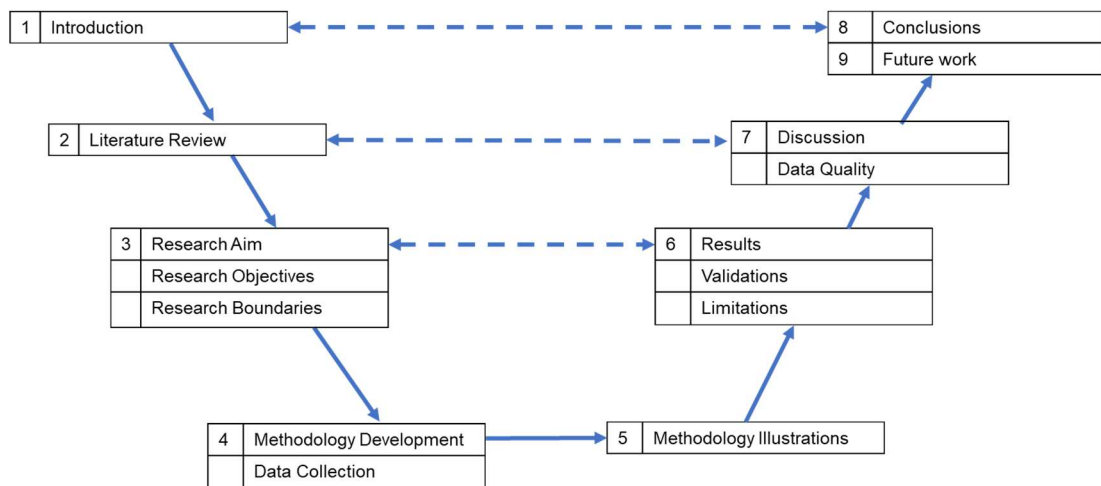 1 Introduction
8 Conclusions
9 Future work
2 Literature Review
7 Discussion
Data Quality
3 Research Aim
Research Objectives
Research Boundaries
6 Results
Validations
Limitations
4 Methodology Development
Data Collection
5 Methodology Illustrations